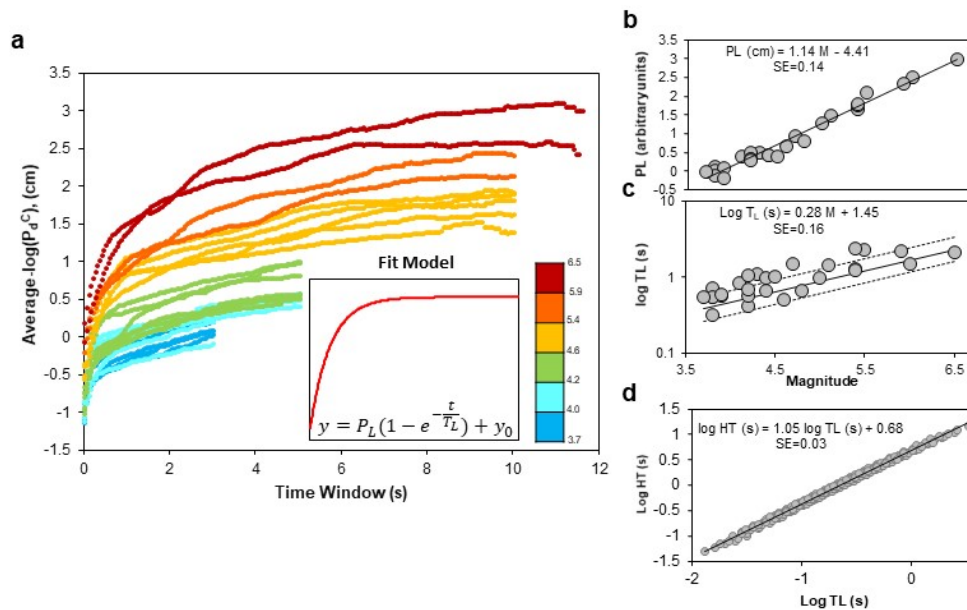 a
Average-log(P_d^C), (cm)
3.5
3
2.5
2
1.5
1
0.5
0
-0.5
-1
-1.5
0 2 4 6 8 10 12
Time Window (s)
Fit Model
y = P_L(1 − e^{-t/T_L}) + y_0
6.5
5.9
5.4
4.6
4.2
4.0
3.7
b
PL (cm) = 1.14 M – 4.41
SE=0.14
PL (arbitraryunits)
3.5
3
2.5
2
1.5
1
0.5
0
-0.5
c
Log T_L (s) = 0.28 M + 1.45
SE=0.16
log TL (s)
10
1
0.1
3.5 4.5 5.5 6.5
Magnitude
d
log HT (s) = 1.05 log TL (s) + 0.68
SE=0.03
Log HT (s)
1.5
1
0.5
0
-0.5
-1
-1.5
-2 -1 0
Log TL (s)